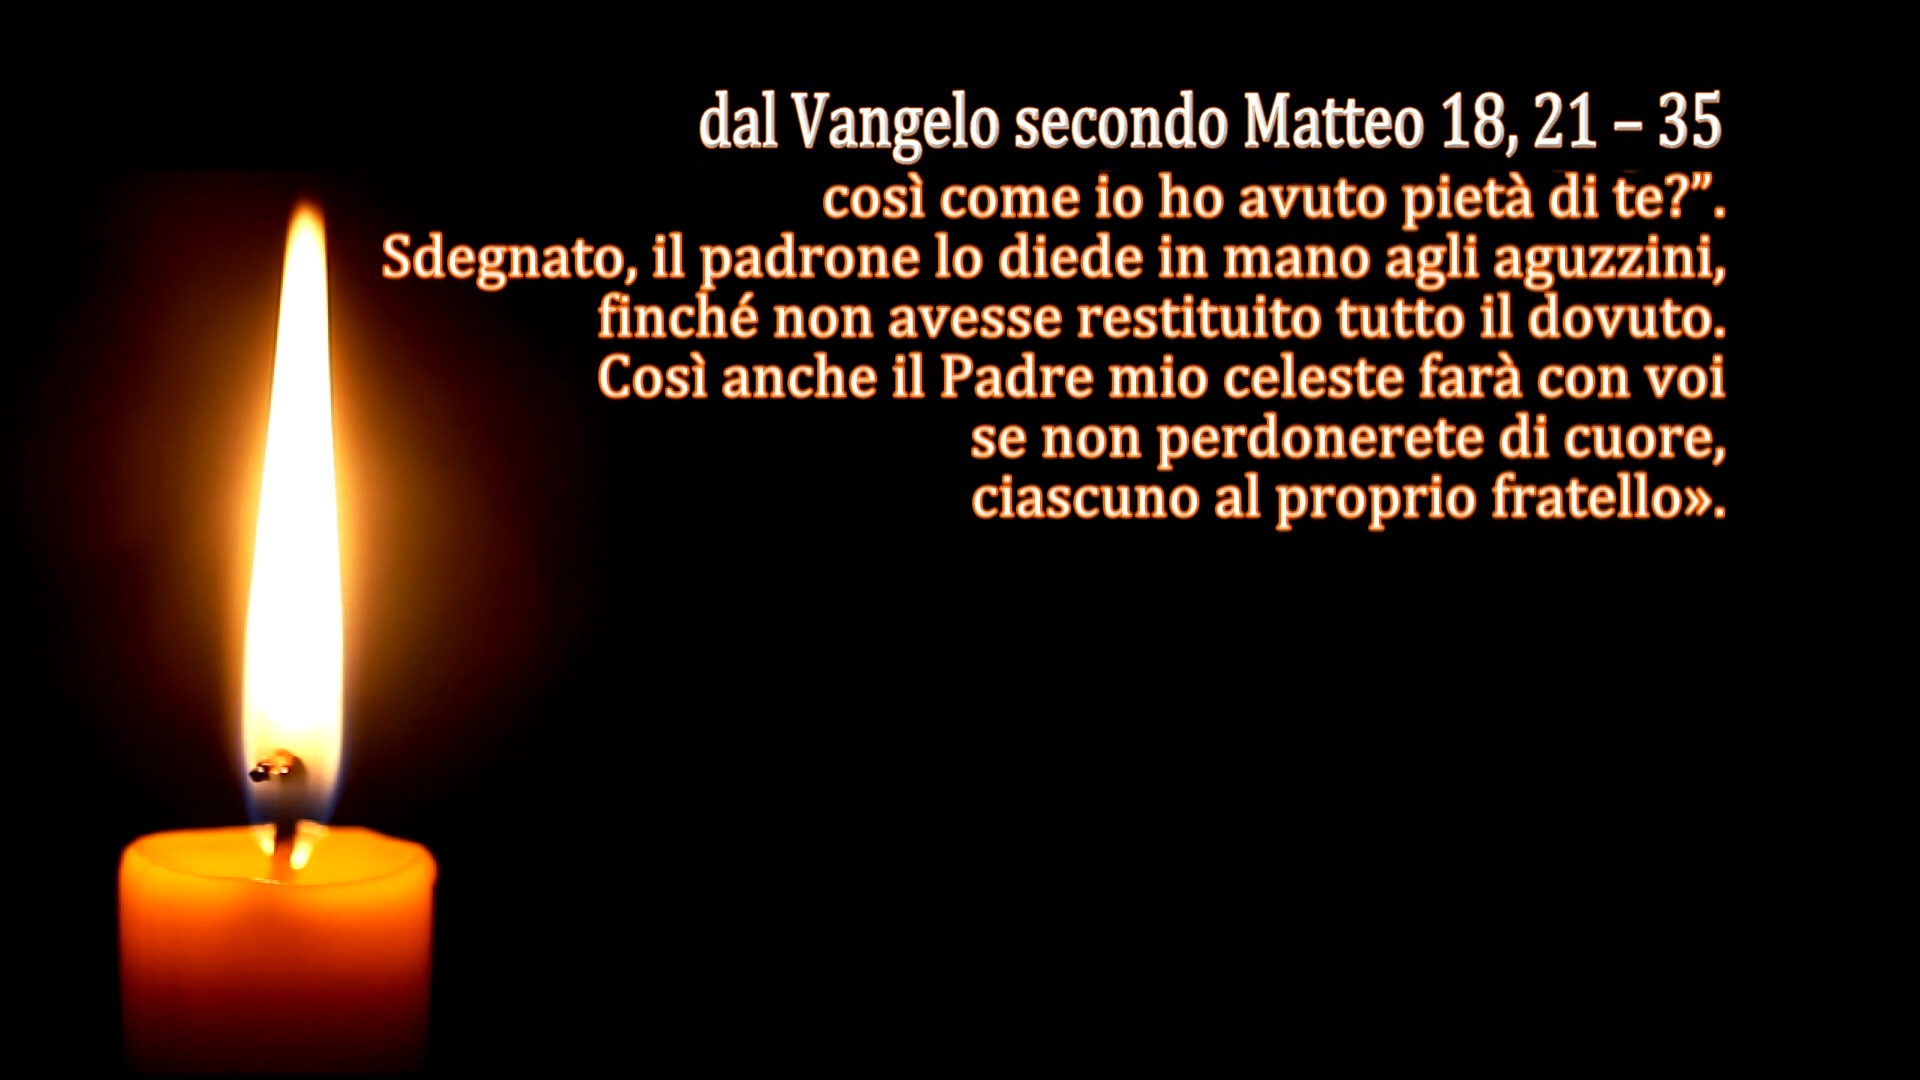 dal Vangelo secondo Matteo 18, 21 – 35
così come io ho avuto pietà di te?”.
Sdegnato, il padrone lo diede in mano agli aguzzini,
finché non avesse restituito tutto il dovuto.
Così anche il Padre mio celeste farà con voi
se non perdonerete di cuore,
ciascuno al proprio fratello».